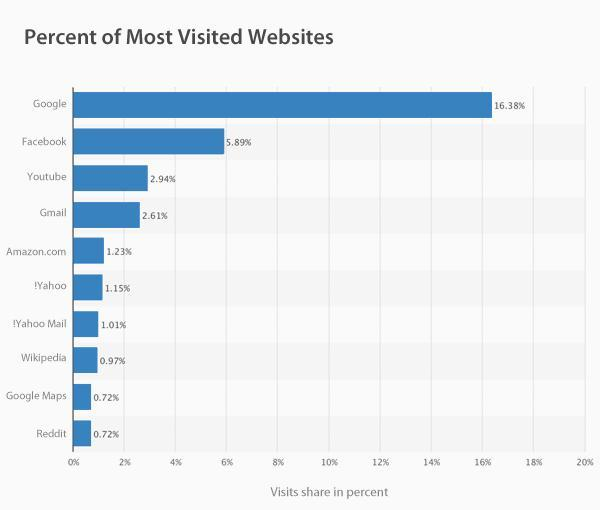 Percent of Most Visited Websites
Google 16.38%
Facebook 5.89%
Youtube 2.94%
Gmail 2.61%
Amazon.com 1.23%
!Yahoo 1.15%
!Yahoo Mail 1.01%
Wikipedia 0.97%
Google Maps 0.72%
Reddit 0.72%
0% 2% 4% 6% 8% 10% 12% 14% 16% 18% 20%
Visits share in percent